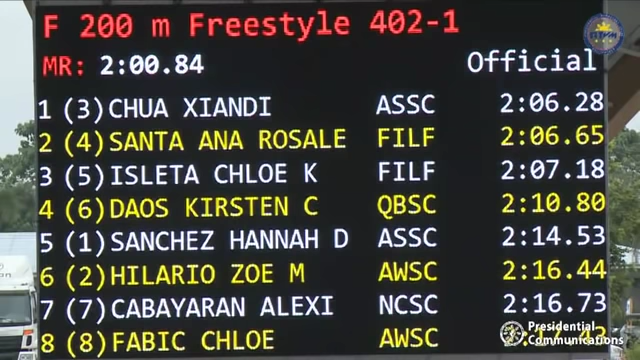 F 200 m Freestyle 402-1
MR: 2:00.84 Official
1 (3) CHUA XIANDI ASSC 2:06.28
2 (4) SANTA ANA ROSALE FILF 2:06.65
3 (5) ISLETA CHLOE K FILF 2:07.18
4 (6) DAOS KIRSTEN C QBSC 2:10.80
5 (1) SANCHEZ HANNAH D ASSC 2:14.53
6 (2) HILARIO ZOE M AWSC 2:16.44
7 (7) CABAYARAN ALEXI NCSC 2:16.73
8 (8) FABIC CHLOE AWSC
Presidential
Communications